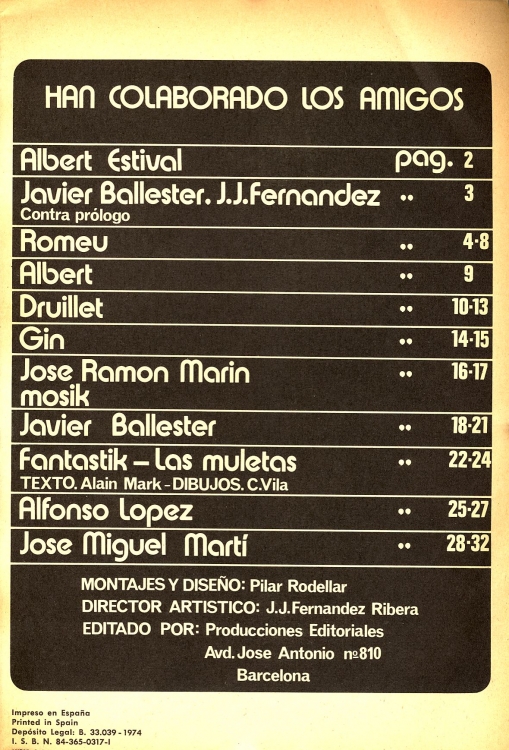 HAN COLABORADO LOS AMIGOS
Albert Estival pag. 2
Javier Ballester. J.J.Fernandez .. 3
Contra prólogo
Romeu .. 4-8
Albert .. 9
Druillet .. 10-13
Gin .. 14-15
Jose Ramon Marin .. 16-17
mosik
Javier Ballester .. 18-21
Fantastik – Las muletas .. 22-24
TEXTO. Alain Mark - DIBUJOS. C.Vila
Alfonso Lopez .. 25-27
Jose Miguel Martí .. 28-32
MONTAJES Y DISEÑO: Pilar Rodellar
DIRECTOR ARTISTICO: J.J.Fernandez Ribera
EDITADO POR: Producciones Editoriales
Avd. Jose Antonio nº 810
Barcelona
Impreso en España
Printed in Spain
Depósito Legal: B. 33.039 - 1974
I. S. B. N. 84-365-0317-I